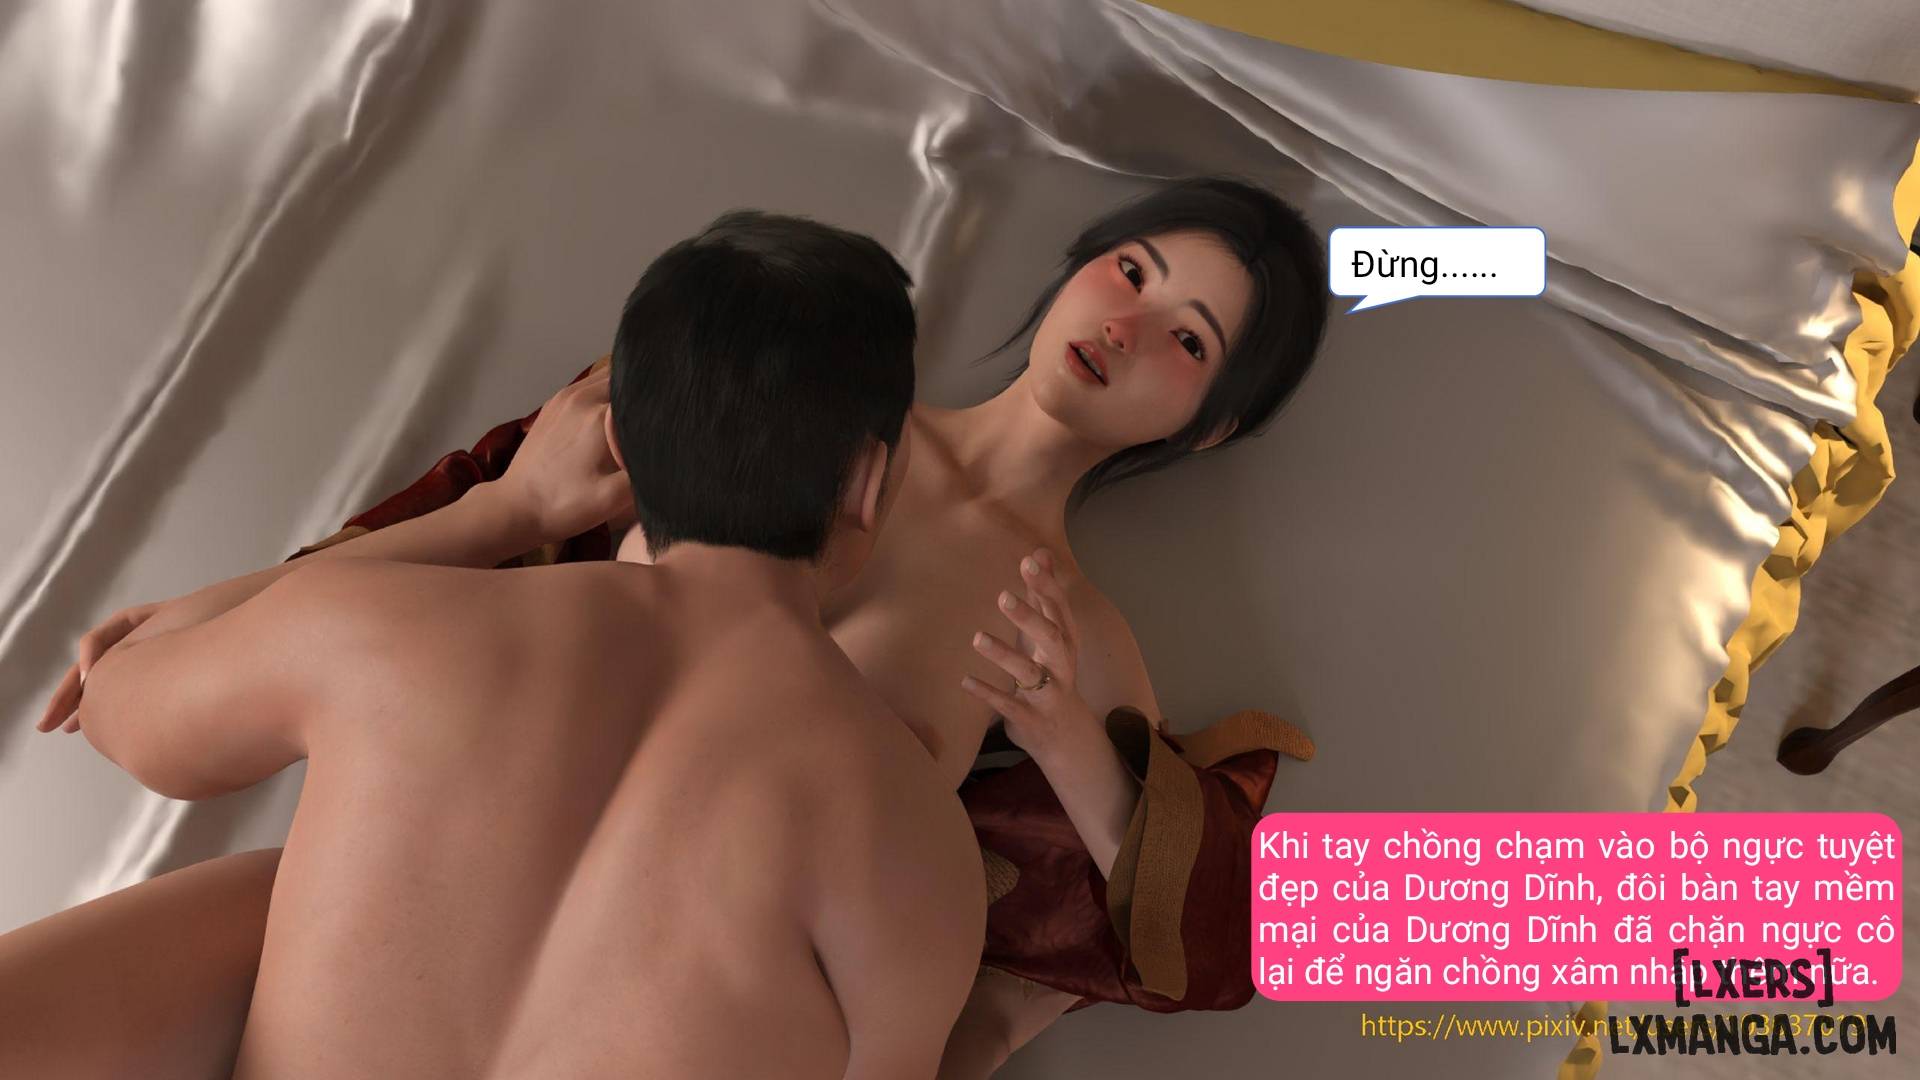 Đừng......
Khi tay chồng chạm vào bộ ngực tuyệt
đẹp của Dương Dĩnh, đôi bàn tay mềm
mại của Dương Dĩnh đã chặn ngực cô
lại để ngăn chồng xâm nhập thêm nữa.
[LXERS]
https://www.pixiv.net/users/
LXMANGA.COM